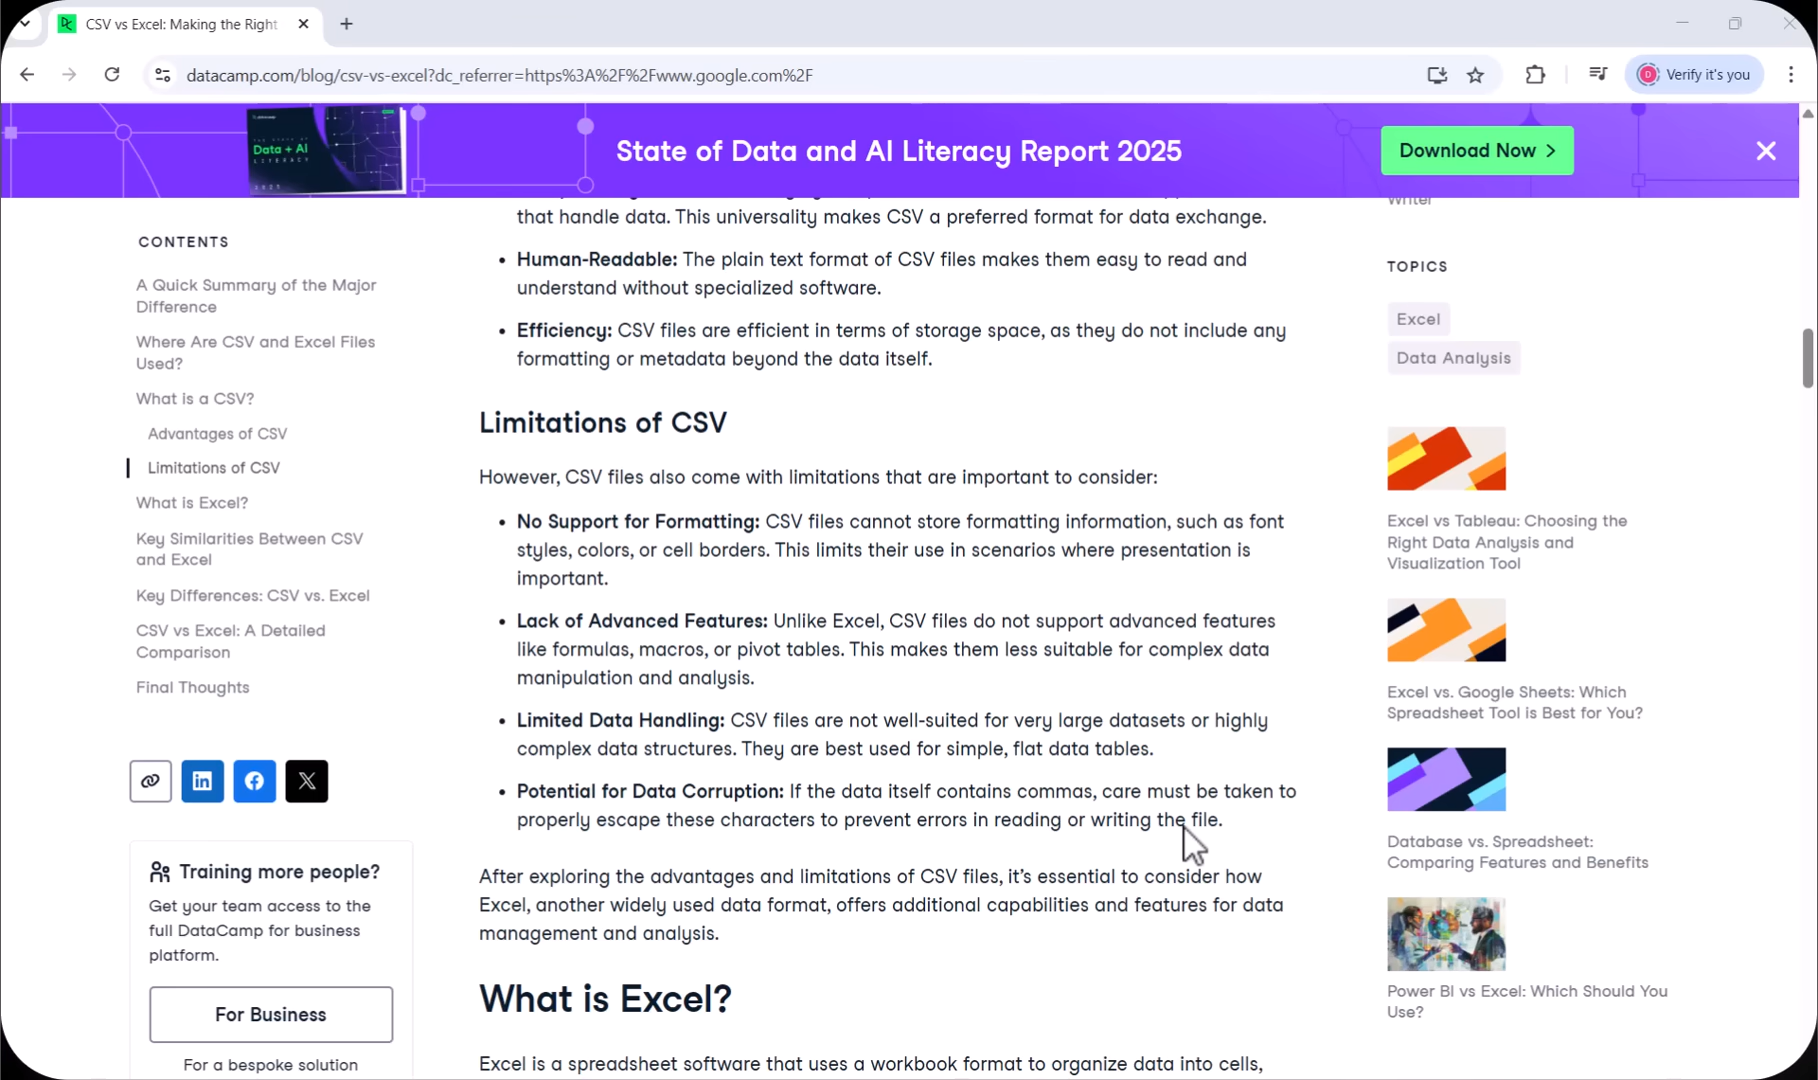 CSV vs Excel: Making the Right
datacamp.com/blog/csv-vs-excel?dc_referrer=https%3A%2F%2Fwww.google.com%2F
Verify it's you
Data + AI
LITERACY
2025
State of Data and AI Literacy Report 2025
Download Now >
CONTENTS
A Quick Summary of the Major
Difference
Where Are CSV and Excel Files
Used?
What is a CSV?
Advantages of CSV
Limitations of CSV
What is Excel?
Key Similarities Between CSV
and Excel
Key Differences: CSV vs. Excel
CSV vs Excel: A Detailed
Comparison
Final Thoughts
Training more people?
Get your team access to the
full DataCamp for business
platform.
For Business
For a bespoke solution
that handle data. This universality makes CSV a preferred format for data exchange.
• Human-Readable: The plain text format of CSV files makes them easy to read and
understand without specialized software.
• Efficiency: CSV files are efficient in terms of storage space, as they do not include any
formatting or metadata beyond the data itself.
Limitations of CSV
However, CSV files also come with limitations that are important to consider:
• No Support for Formatting: CSV files cannot store formatting information, such as font
styles, colors, or cell borders. This limits their use in scenarios where presentation is
important.
• Lack of Advanced Features: Unlike Excel, CSV files do not support advanced features
like formulas, macros, or pivot tables. This makes them less suitable for complex data
manipulation and analysis.
• Limited Data Handling: CSV files are not well-suited for very large datasets or highly
complex data structures. They are best used for simple, flat data tables.
• Potential for Data Corruption: If the data itself contains commas, care must be taken to
properly escape these characters to prevent errors in reading or writing the file.
After exploring the advantages and limitations of CSV files, it’s essential to consider how
Excel, another widely used data format, offers additional capabilities and features for data
management and analysis.
What is Excel?
Excel is a spreadsheet software that uses a workbook format to organize data into cells,
Writer
TOPICS
Excel
Data Analysis
Excel vs Tableau: Choosing the
Right Data Analysis and
Visualization Tool
Excel vs. Google Sheets: Which
Spreadsheet Tool is Best for You?
Database vs. Spreadsheet:
Comparing Features and Benefits
Power BI vs Excel: Which Should You
Use?